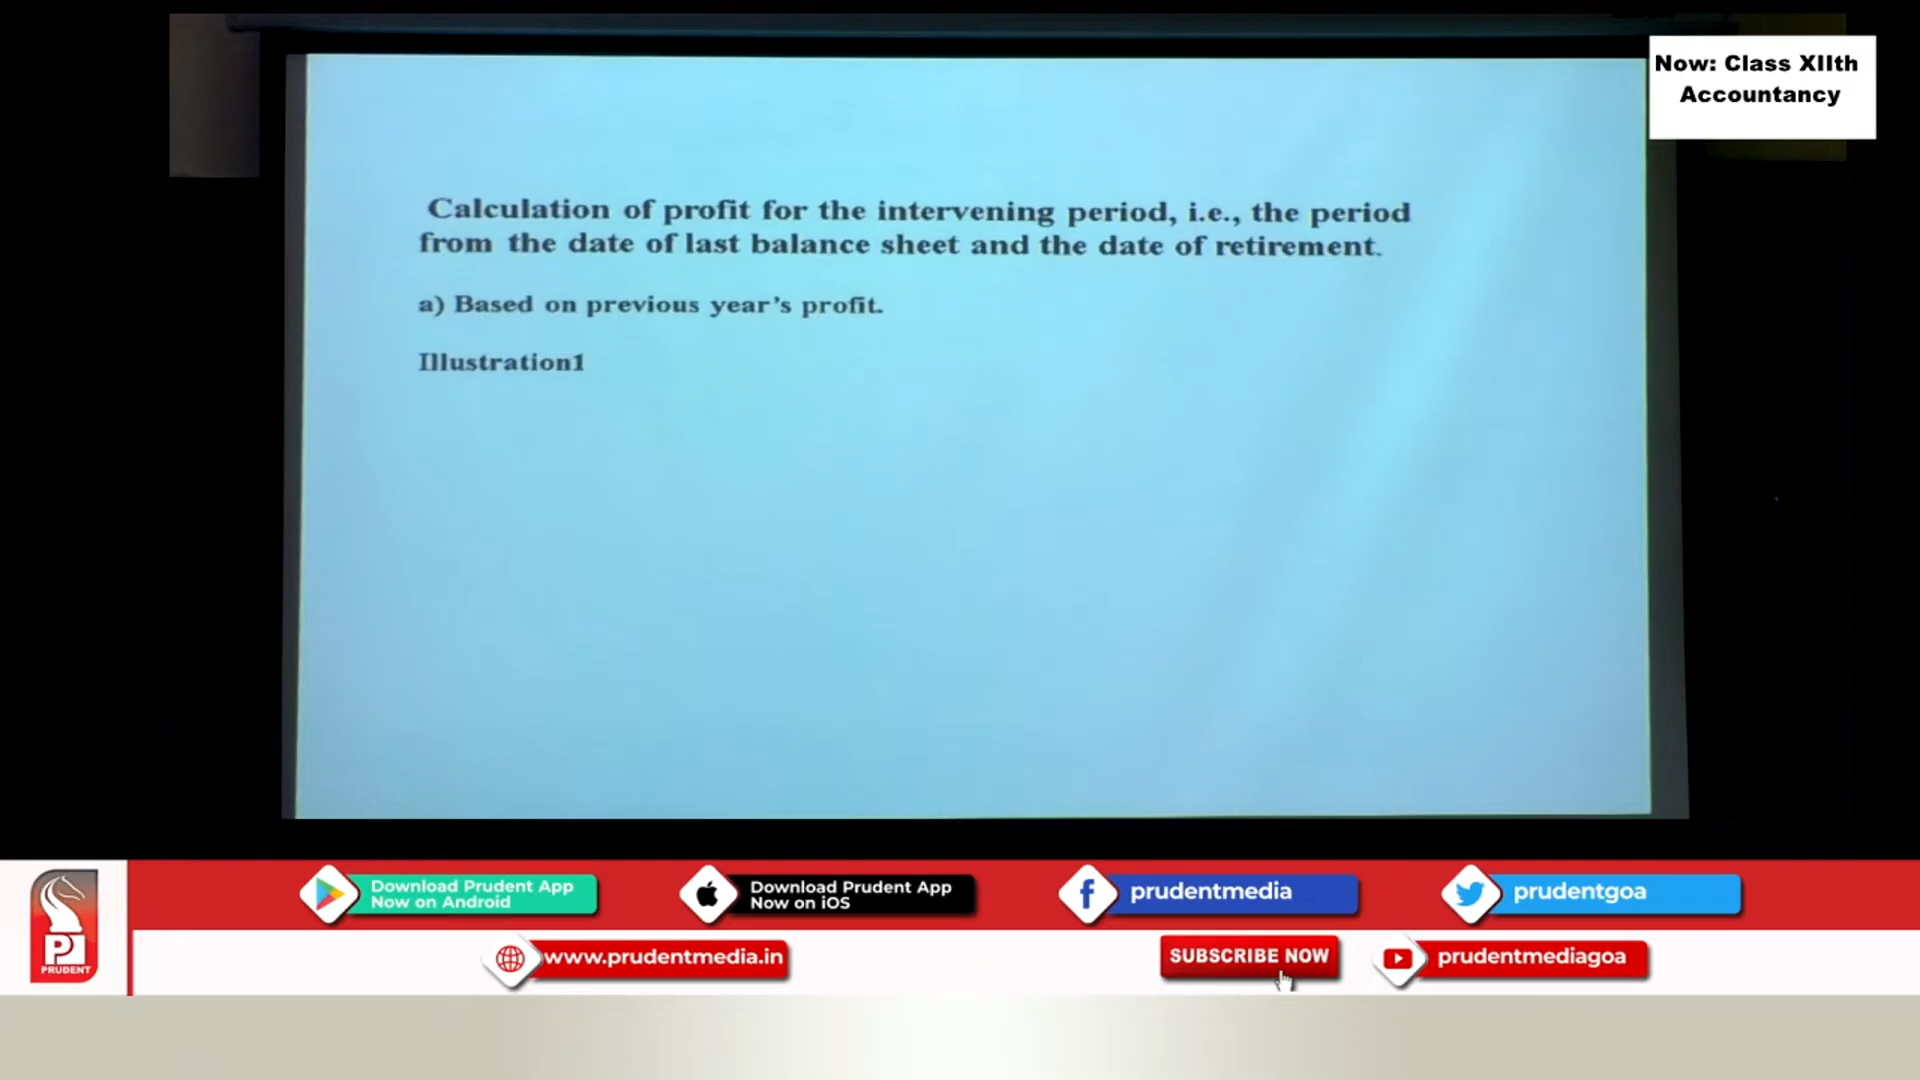 Now: Class XIIth
Accountancy
Calculation of profit for the intervening period, i.e., the period
from the date of last balance sheet and the date of retirement.
a) Based on previous year’s profit.
Illustration1
Download Prudent App
Now on Android
Download Prudent App
Now on iOS
prudentmedia
prudentgoa
PRUDENT
www.prudentmedia.in
SUBSCRIBE NOW
prudentmediagoa